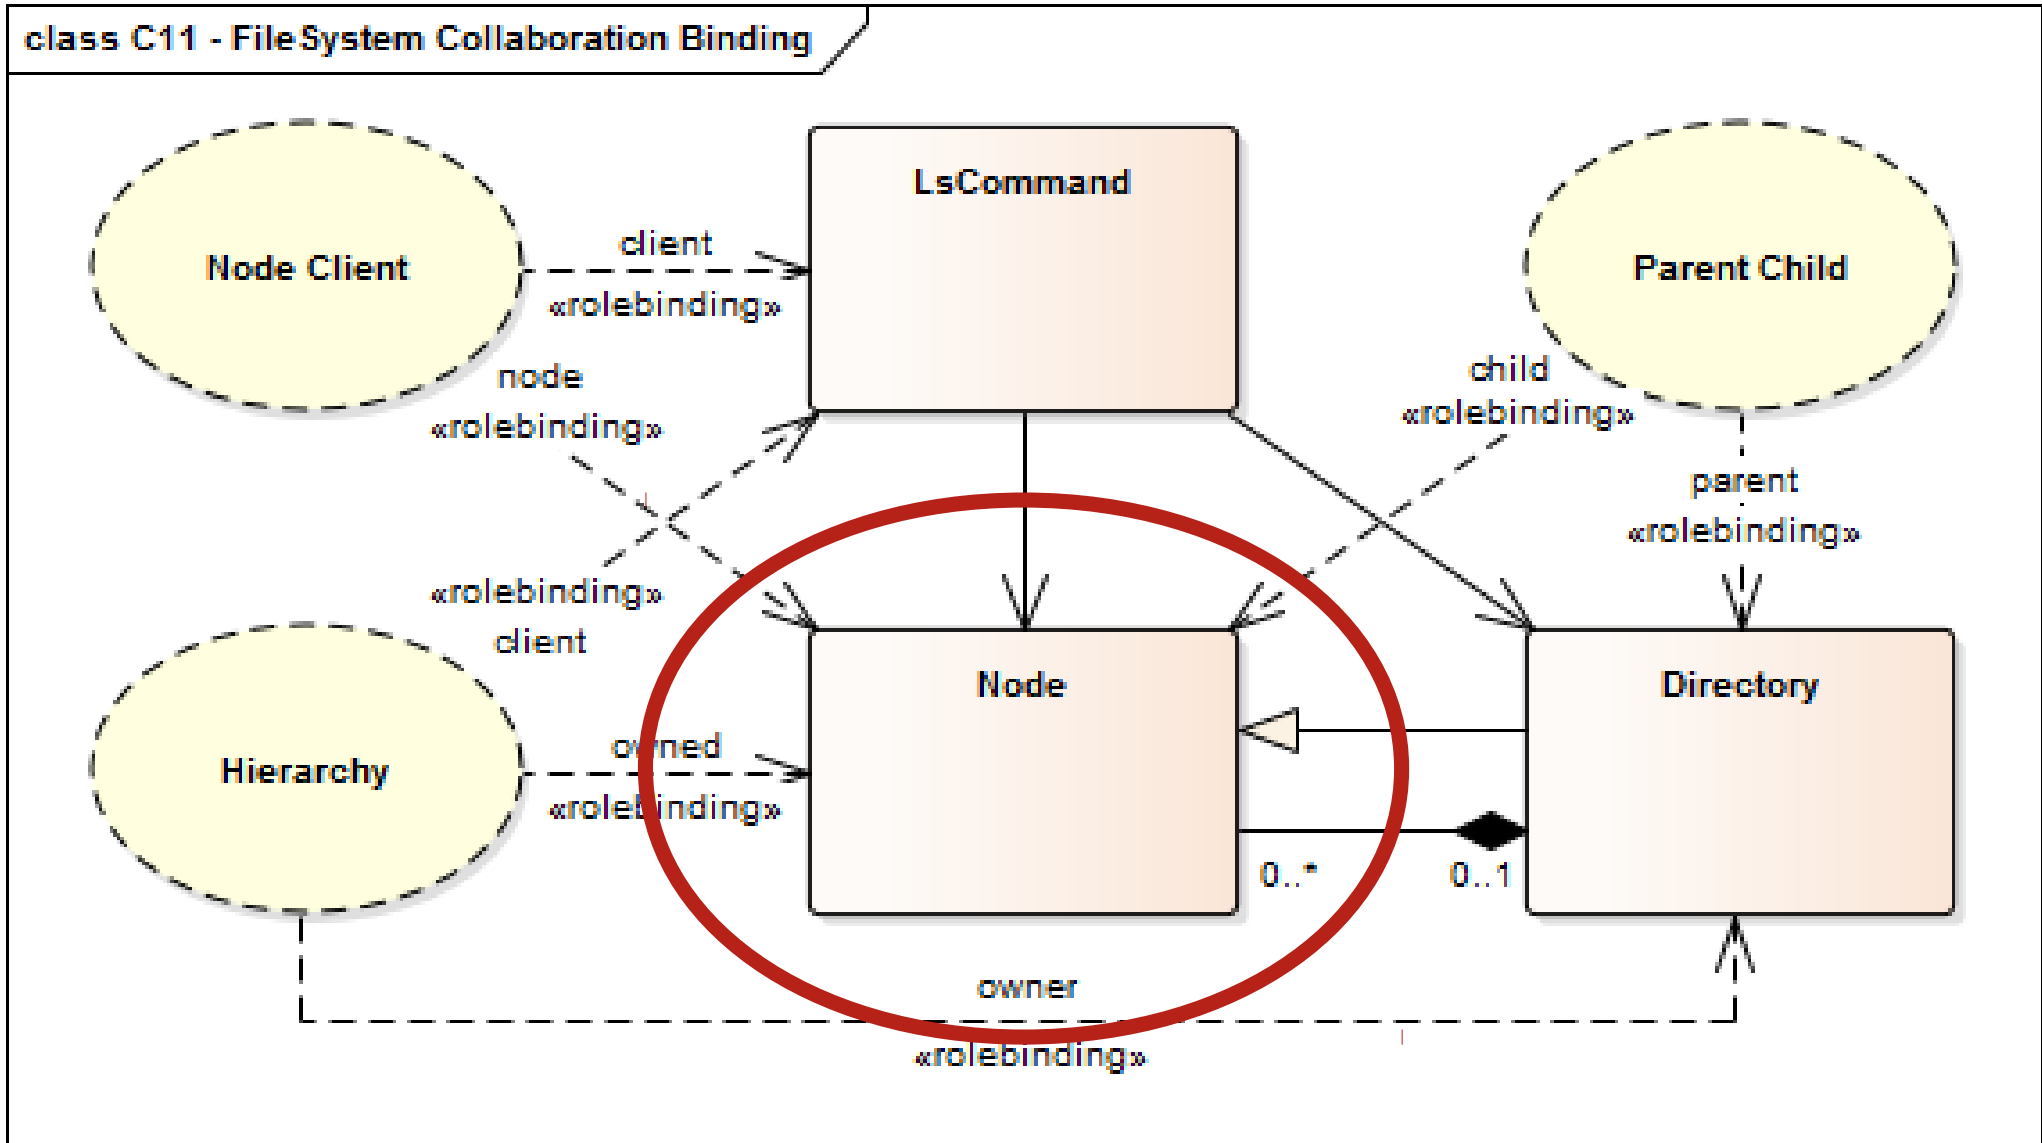 class C11 - FileSystem Collaboration Binding
LsCommand
Node Client
client
«rolebinding»
Parent Child
node
«rolebinding»
child
«rolebinding»
parent
«rolebinding»
«rolebinding»
client
Node
Directory
Hierarchy
owned
«rolebinding»
0..*
0..1
owner
«rolebinding»